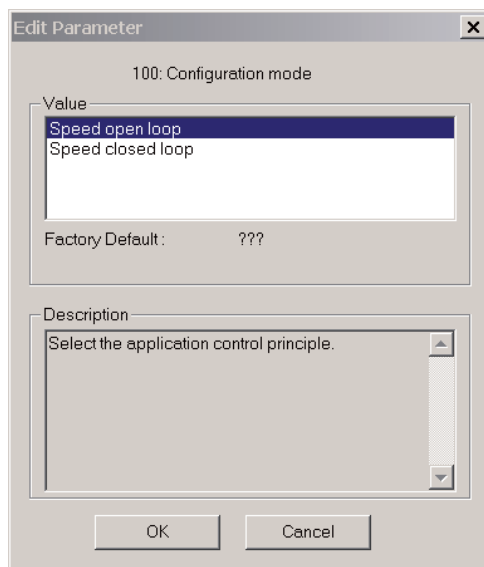 Edit Parameter
100: Configuration mode
Value
Speed open loop
Speed closed loop
Factory Default : ???
Description
Select the application control principle.
OK Cancel